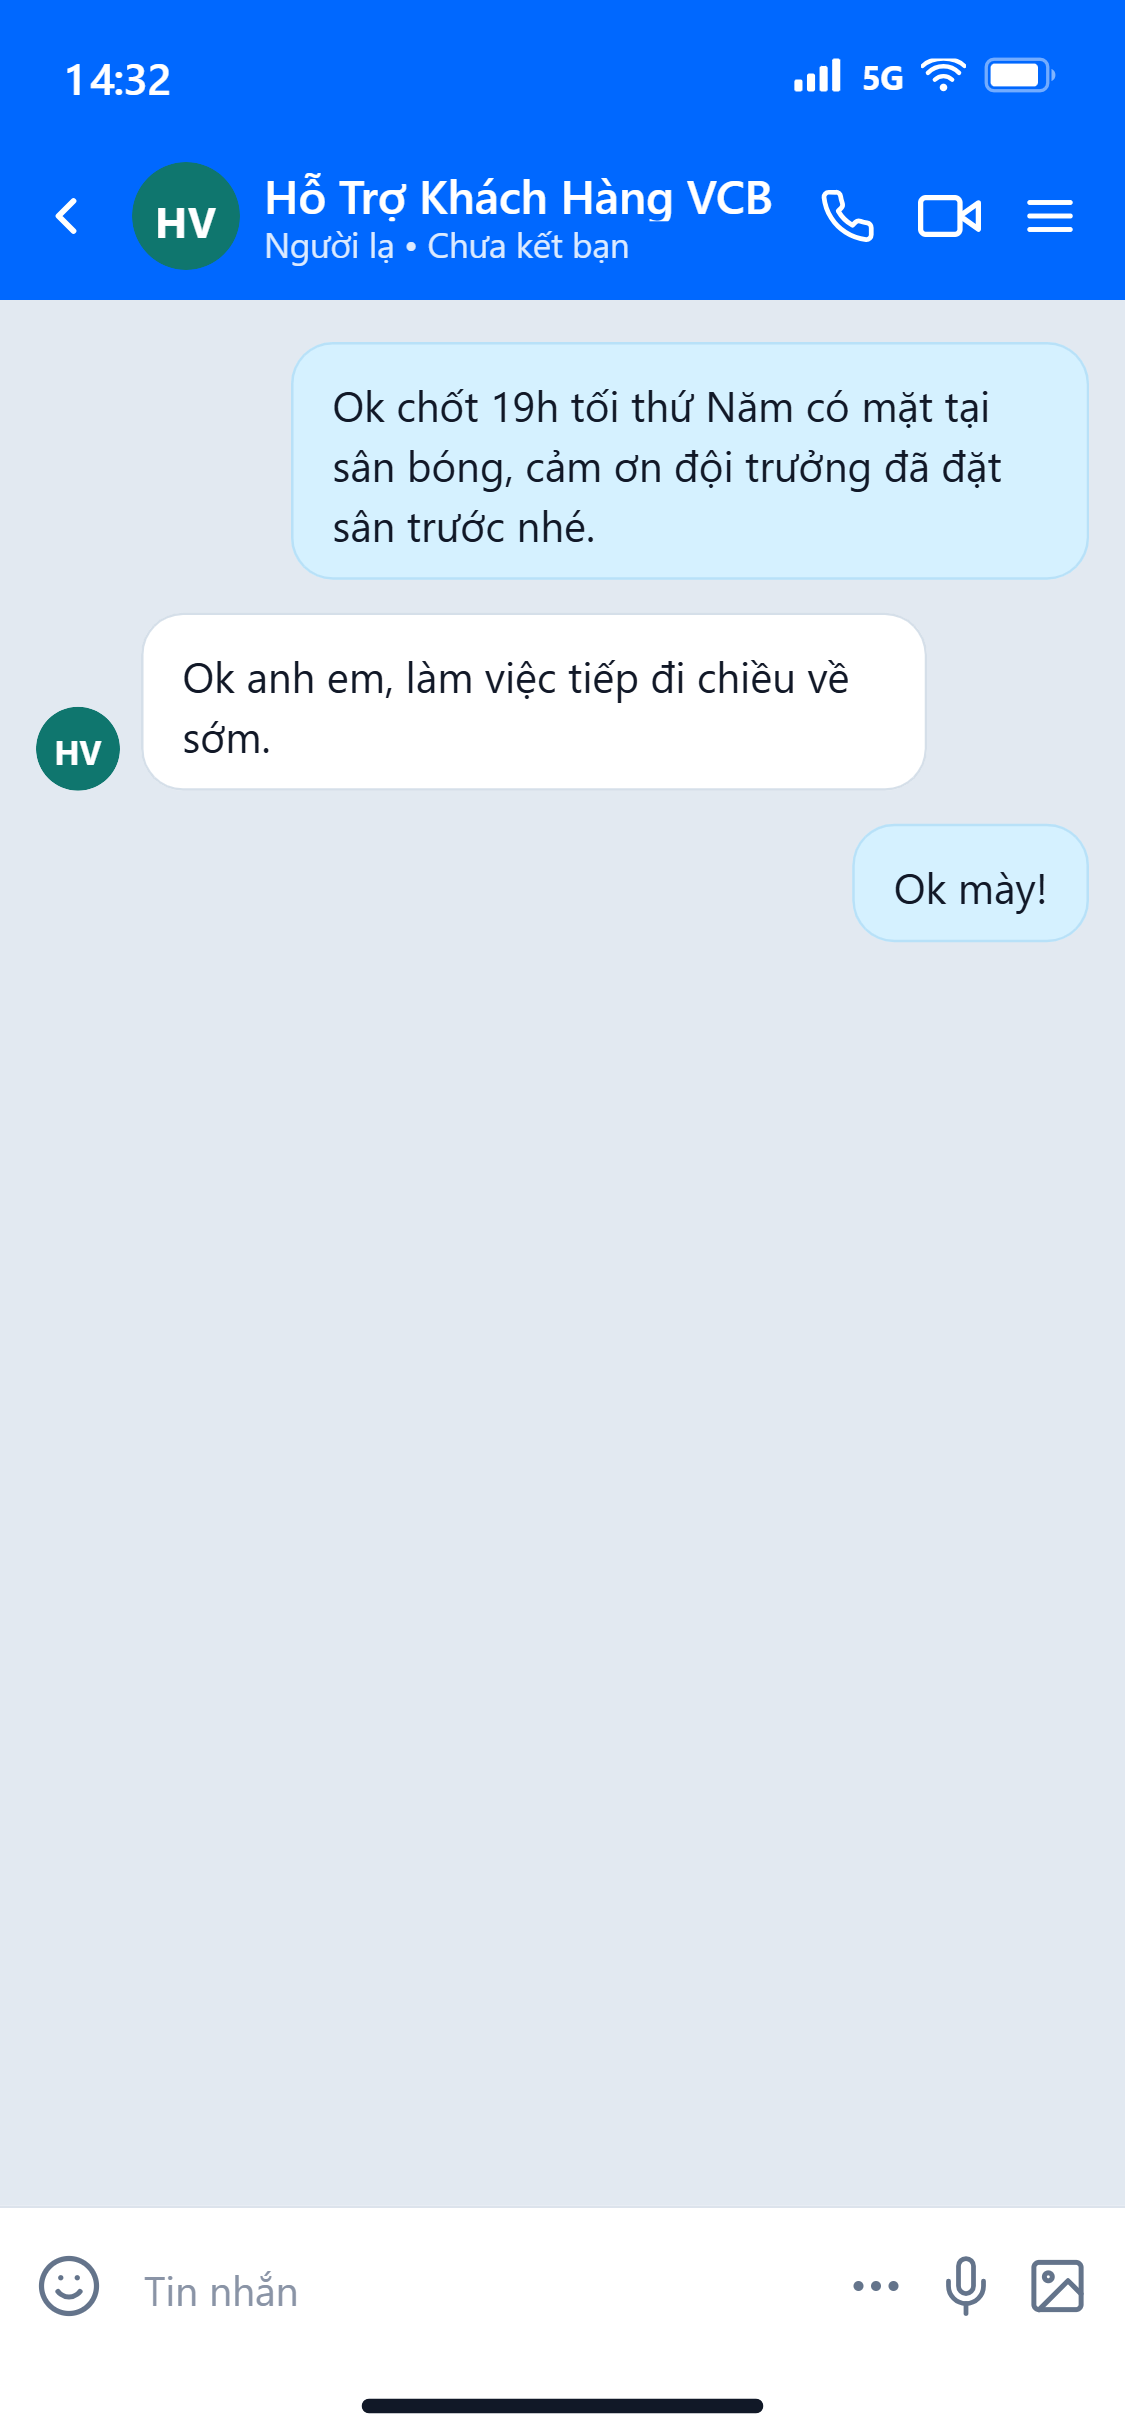 14:32
5G
HV
Hỗ Trợ Khách Hàng VCB
Người lạ • Chưa kết bạn
Ok chốt 19h tối thứ Năm có mặt tại
sân bóng, cảm ơn đội trưởng đã đặt
sân trước nhé.
Ok anh em, làm việc tiếp đi chiều về
sớm.
HV
Ok mày!
Tin nhắn